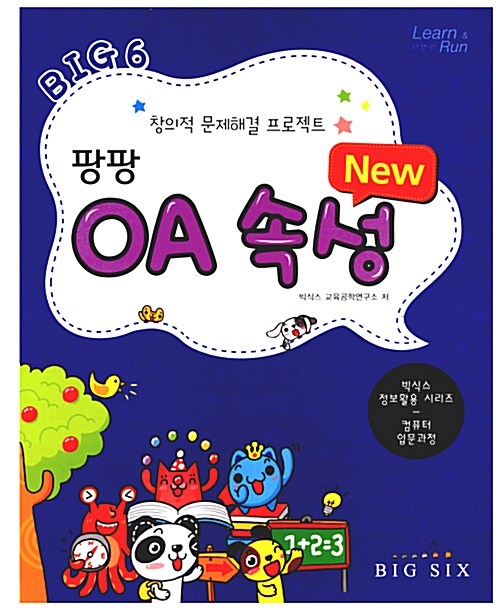 Learn &
Run
BIG 6
창의적 문제해결 프로젝트
팡팡
New
OA 속성
빅식스 교육공학연구소 저
빅식스
정보활용 시리즈
–
컴퓨터
입문과정
1+2=3
BIG SIX